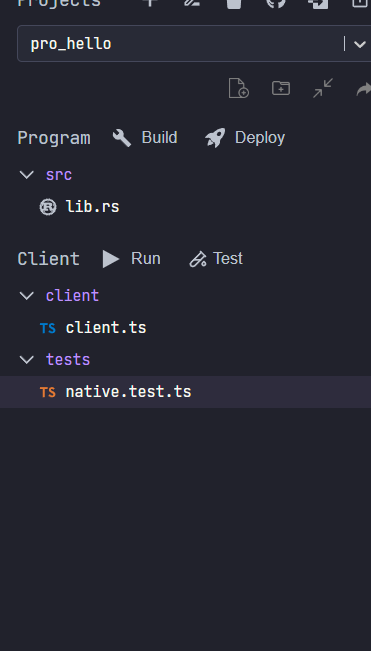 Projects
pro_hello
Program Build Deploy
src
lib.rs
Client Run Test
client
TS client.ts
tests
TS native.test.ts